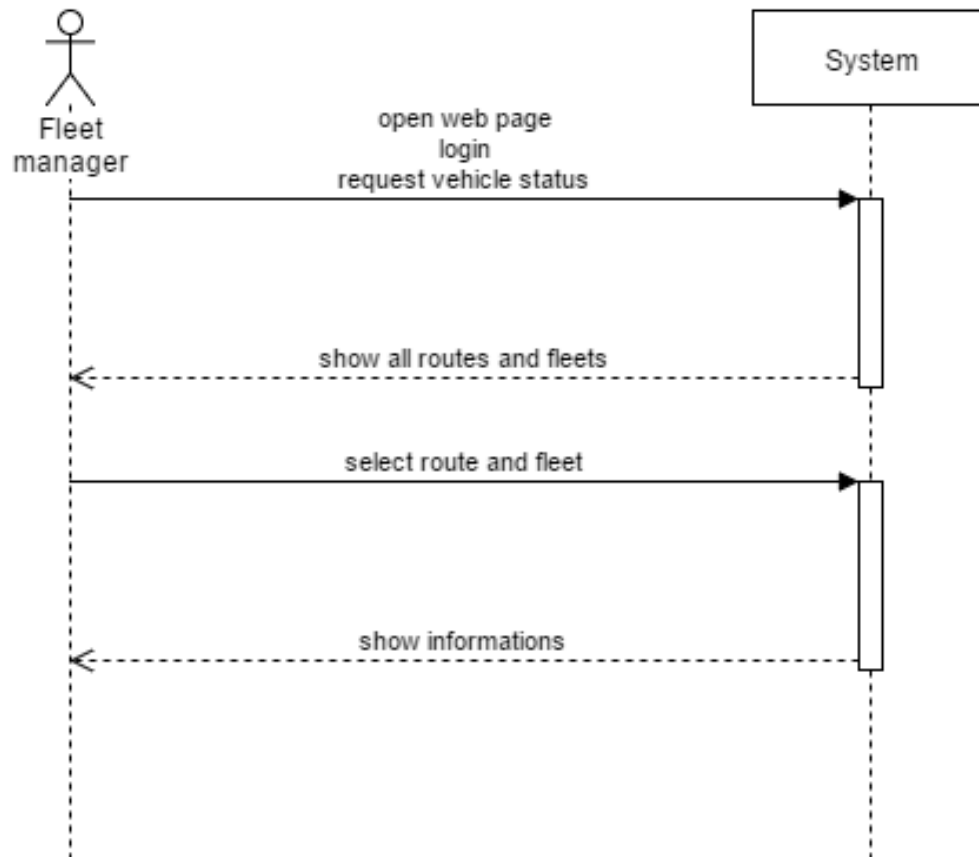 System
Fleet
manager
open web page
login
request vehicle status
show all routes and fleets
select route and fleet
show informations